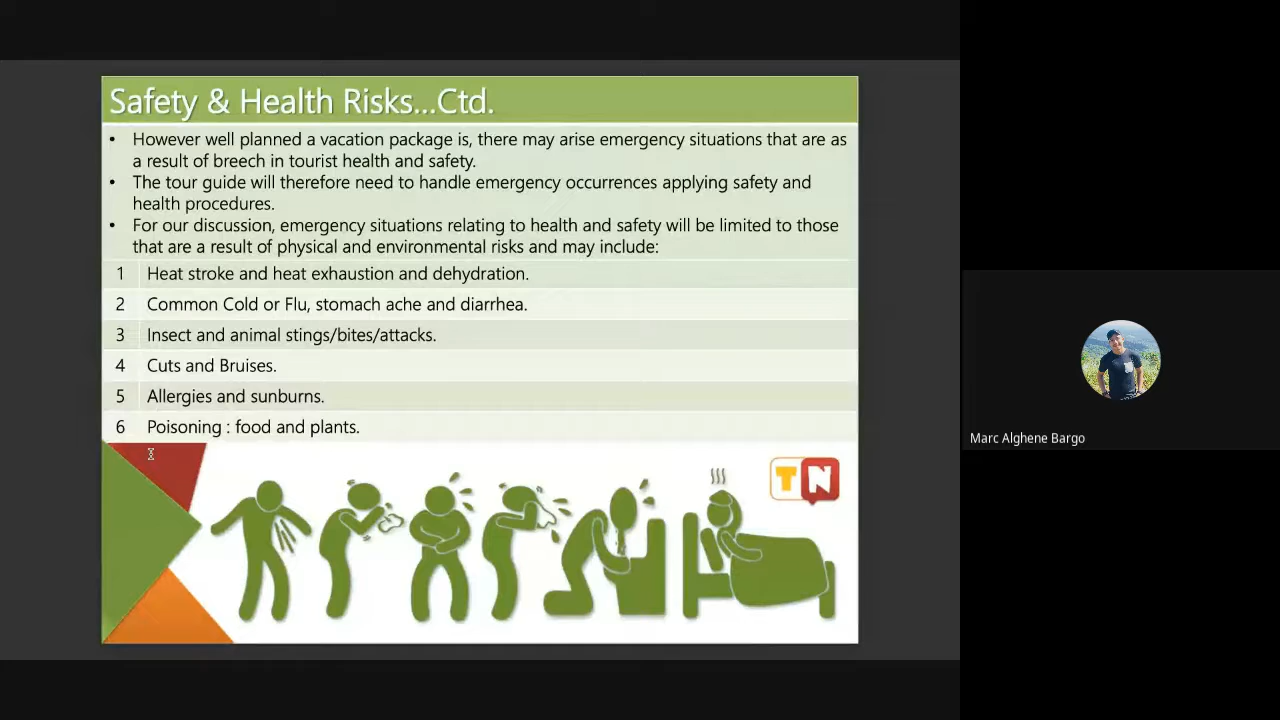 Safety & Health Risks...Ctd.
• However well planned a vacation package is, there may arise emergency situations that are as
a result of breech in tourist health and safety.
• The tour guide will therefore need to handle emergency occurrences applying safety and
health procedures.
• For our discussion, emergency situations relating to health and safety will be limited to those
that are a result of physical and environmental risks and may include:
1 Heat stroke and heat exhaustion and dehydration.
2 Common Cold or Flu, stomach ache and diarrhea.
3 Insect and animal stings/bites/attacks.
4 Cuts and Bruises.
5 Allergies and sunburns.
6 Poisoning : food and plants.
TN
Marc Alghene Bargo